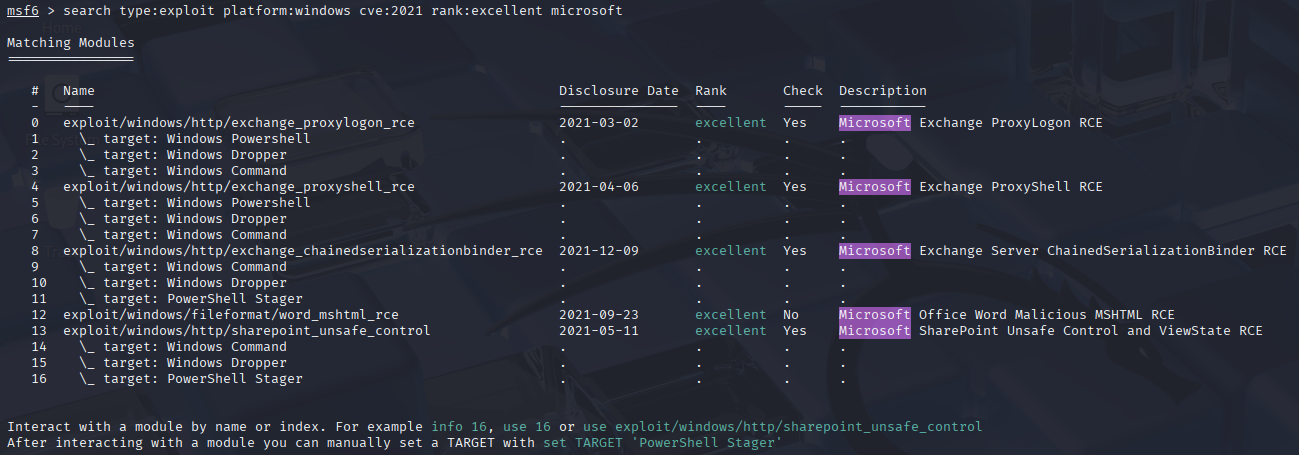 msf6 > search type:exploit platform:windows cve:2021 rank:excellent microsoft
Matching Modules
================
# Name Disclosure Date Rank Check Description
- ---- --------------- ---- ----- -----------
0 exploit/windows/http/exchange_proxylogon_rce 2021-03-02 excellent Yes Microsoft Exchange ProxyLogon RCE
1 \_ target: Windows Powershell . . . .
2 \_ target: Windows Dropper . . . .
3 \_ target: Windows Command . . . .
4 exploit/windows/http/exchange_proxyshell_rce 2021-04-06 excellent Yes Microsoft Exchange ProxyShell RCE
5 \_ target: Windows Powershell . . . .
6 \_ target: Windows Dropper . . . .
7 \_ target: Windows Command . . . .
8 exploit/windows/http/exchange_chainedserializationbinder_rce 2021-12-09 excellent Yes Microsoft Exchange Server ChainedSerializationBinder RCE
9 \_ target: Windows Command . . . .
10 \_ target: Windows Dropper . . . .
11 \_ target: PowerShell Stager . . . .
12 exploit/windows/fileformat/word_mshtml_rce 2021-09-23 excellent No Microsoft Office Word Malicious MSHTML RCE
13 exploit/windows/http/sharepoint_unsafe_control 2021-05-11 excellent Yes Microsoft SharePoint Unsafe Control and ViewState RCE
14 \_ target: Windows Command . . . .
15 \_ target: Windows Dropper . . . .
16 \_ target: PowerShell Stager . . . .
Interact with a module by name or index. For example info 16, use 16 or use exploit/windows/http/sharepoint_unsafe_control
After interacting with a module you can manually set a TARGET with set TARGET 'PowerShell Stager'